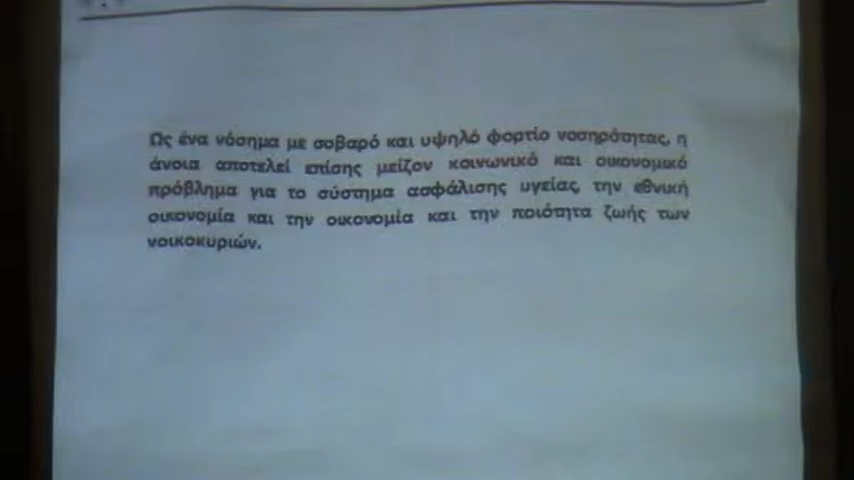 Ως ένα νόσημα με σοβαρό και υψηλό φορτίο νοσηρότητας, η
άνοια αποτελεί επίσης μείζον κοινωνικό και οικονομικό
πρόβλημα για το σύστημα ασφάλισης υγείας, την εθνική
οικονομία και την οικονομία και την ποιότητα ζωής των
νοικοκυριών.